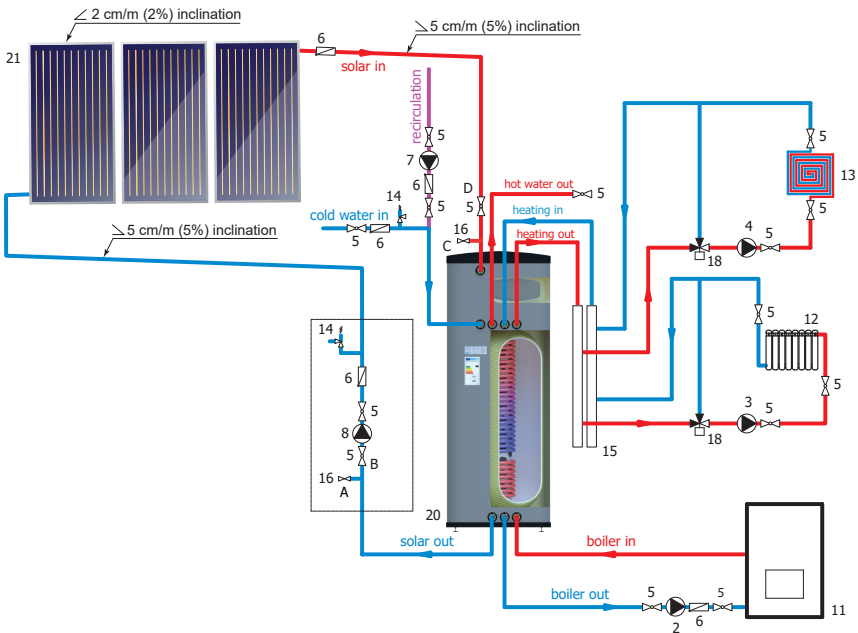 ∠ 2 cm/m (2%) inclination
21
6
≥ 5 cm/m (5%) inclination
solar in
recirculation
5
7
6
5
14
cold water in
5
6
D
5
16
C
hot water out
5
heating in
heating out
5
13
5
4
5
18
≥ 5 cm/m (5%) inclination
14
6
5
8
5
B
16
A
5
12
5
3
5
18
15
20
solar out
boiler in
boiler out
5
2
6
5
11